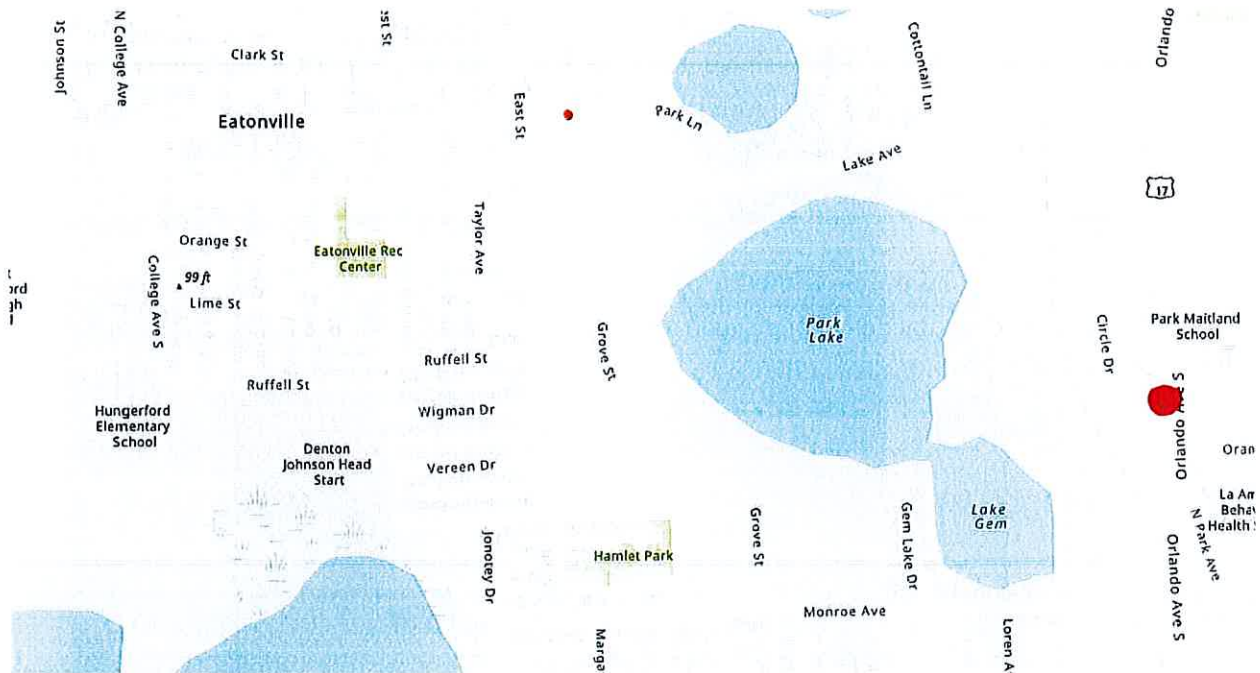 Johnson St
N College Ave
Clark St
Eatonville
East St
Park Ln
Cottontail Ln
Lake Ave
Orlando
17
Orange St
99 ft
College Ave S
Lime St
Eatonville Rec
Center
Taylor Ave
Grove St
Park
Lake
Circle Dr
Park Maitland
School
Ruffell St
Ruffell St
Wigman Dr
Vereen Dr
Hungerford
Elementary
School
Denton
Johnson Head
Start
Orlando Ave S
Jonotey Dr
Hamlet Park
Grove St
Gem Lake Dr
Lake
Gem
N Park Ave
Orlando Ave S
Monroe Ave